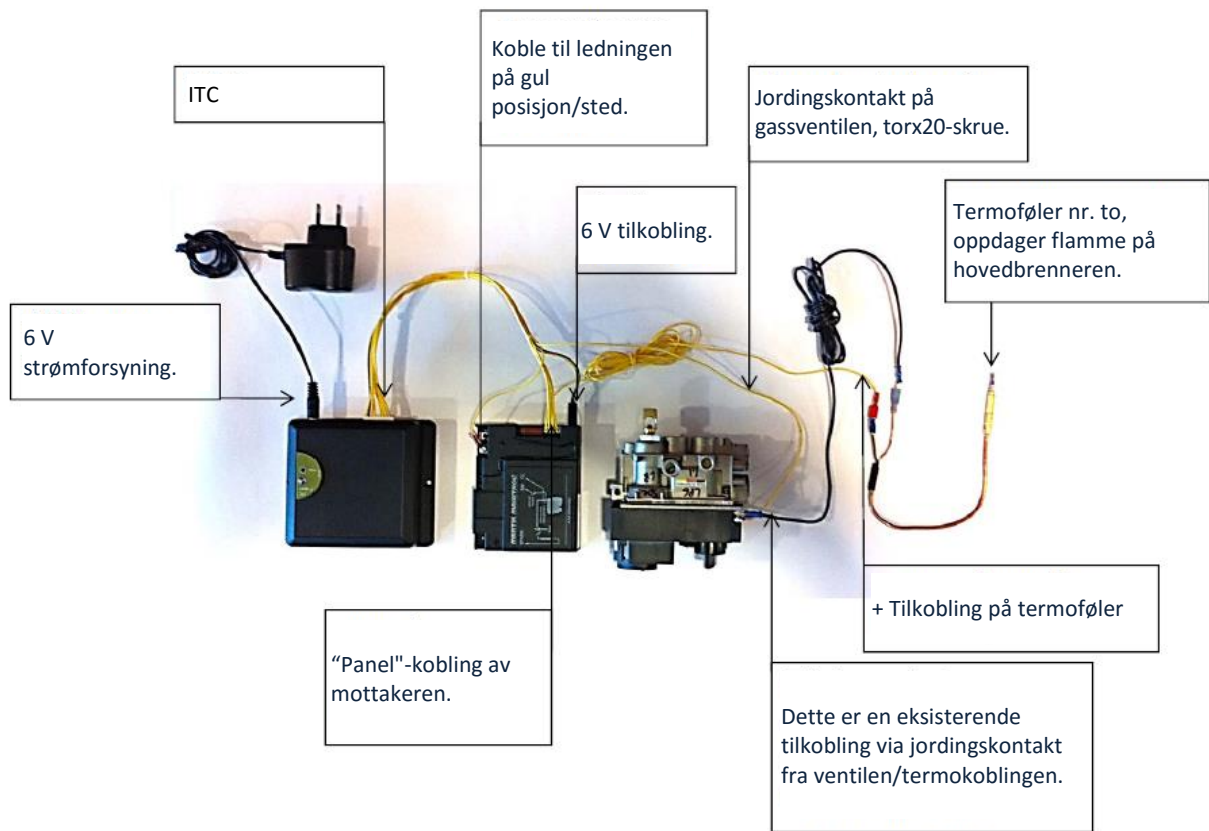 ITC
Koble til ledningen
på gul
posisjon/sted.
Jordingskontakt på
gassventilen, torx20-skrue.
6 V tilkobling.
Termoføler nr. to,
oppdager flamme på
hovedbrenneren.
6 V
strømforsyning.
MERTIK MAXITROL
+ Tilkobling på termoføler
“Panel"-kobling av
mottakeren.
Dette er en eksisterende
tilkobling via jordingskontakt
fra ventilen/termokoblingen.